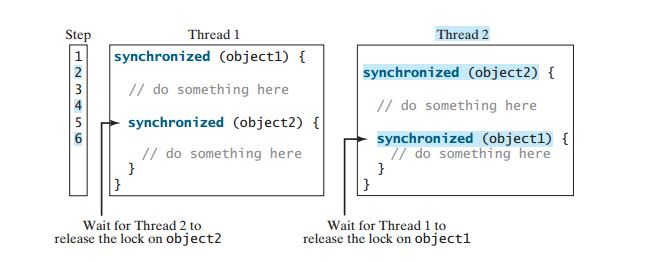 Step
1
2
3
4
5
6
Thread 1
synchronized (object1) {
// do something here
synchronized (object2) {
// do something here
}
}
Wait for Thread 2 to
release the lock on object2
Thread 2
synchronized (object2) {
// do something here
synchronized (object1) {
// do something here
}
}
Wait for Thread 1 to
release the lock on object1